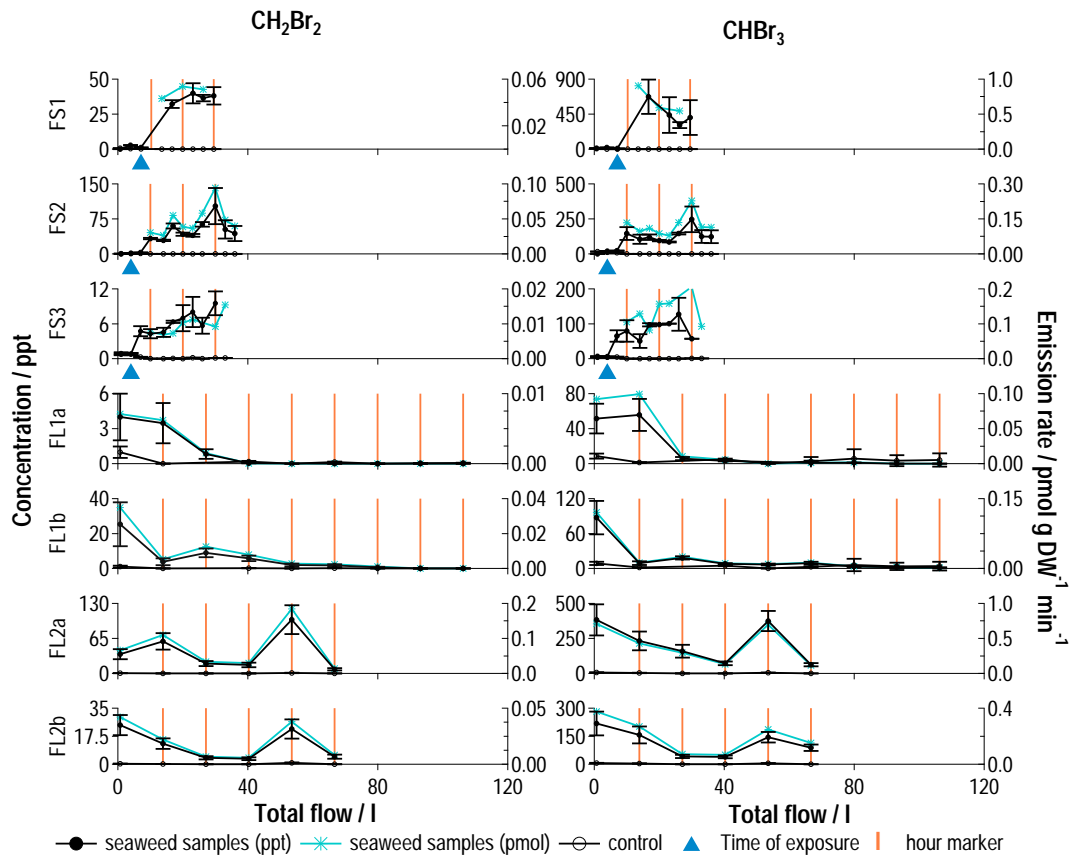 CH₂Br₂ CHBr₃
FS1 50 25 0 0.06 0.02 0.00 900 450 0 1.0 0.5 0.0
FS2 150 75 0 0.10 0.05 0.00 500 250 0 0.30 0.15 0.00
FS3 12 6 0 0.02 0.01 0.00 200 100 0 0.2 0.1 0.0
FL1a 6 3 0 0.01 0.00 80 40 0 0.10 0.05 0.00
FL1b 40 20 0 0.04 0.02 0.00 120 60 0 0.15 0.00
FL2a 130 65 0 0.2 0.1 0.0 500 250 0 1.0 0.5 0.0
FL2b 35 17.5 0 0.05 0.00 300 150 0 0.4 0.0
Concentration / ppt
Emission rate / pmol g DW⁻¹ min⁻¹
0 40 80 120 0 40 80 120
Total flow / l Total flow / l
seaweed samples (ppt) seaweed samples (pmol) control Time of exposure hour marker